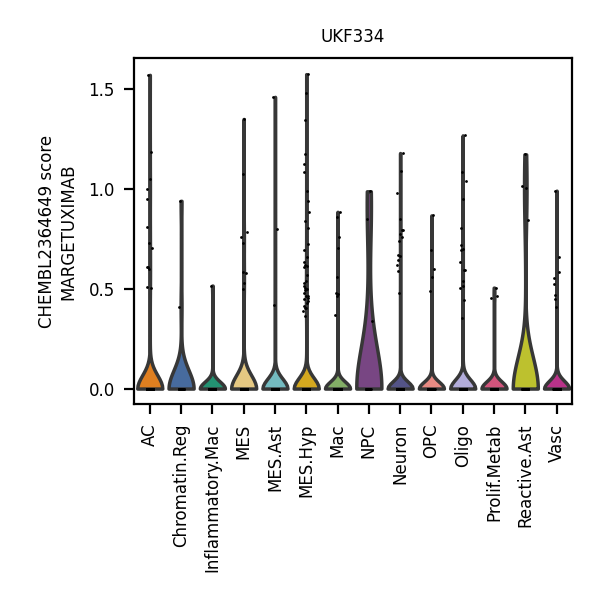 UKF334
CHEMBL2364649 score
MARGETUXIMAB
1.5
1.0
0.5
0.0
AC
Chromatin.Reg
Inflammatory.Mac
MES
MES.Ast
MES.Hyp
Mac
NPC
Neuron
OPC
Oligo
Prolif.Metab
Reactive.Ast
Vasc